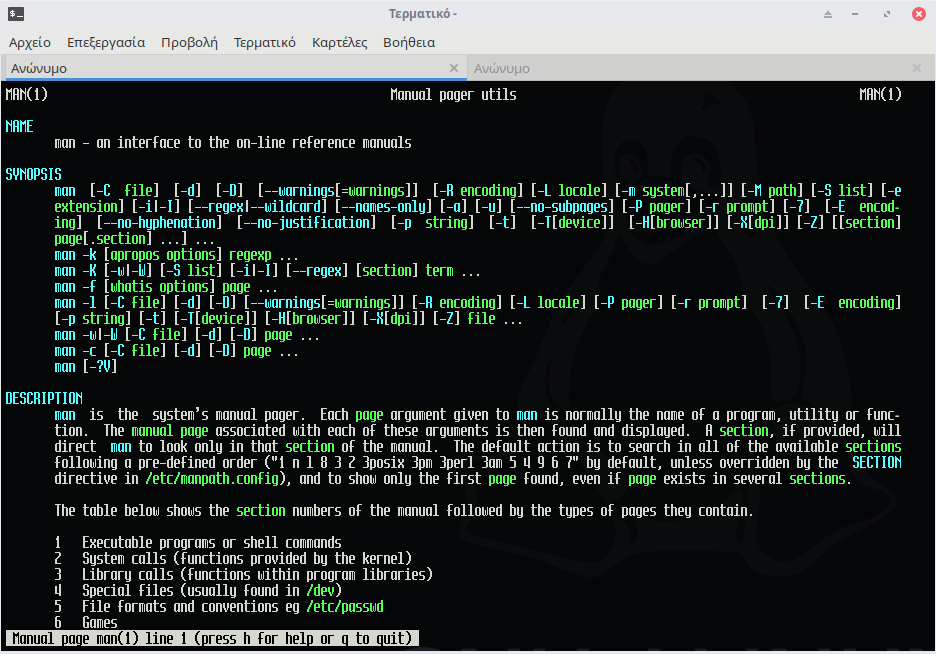 Τερματικό -
Αρχείο Επεξεργασία Προβολή Τερματικό Καρτέλες Βοήθεια
Ανώνυμο Ανώνυμο
MAN(1) Manual pager utils MAN(1)
NAME
man - an interface to the on-line reference manuals
SYNOPSIS
man [-C file] [-d] [-D] [--warnings[=warnings]] [-R encoding] [-L locale] [-m system[,...]] [-M path] [-S list] [-e
extension] [-i|-I] [--regex|--wildcard] [--names-only] [-a] [-u] [--no-subpages] [-P pager] [-r prompt] [-7] [-E encod-
ing] [--no-hyphenation] [--no-justification] [-p string] [-t] [-T[device]] [-H[browser]] [-X[dpi]] [-Z] [[section]
page[.section] ...] ...
man -k [apropos options] regexp ...
man -K [-w|-W] [-S list] [-i|-I] [--regex] [section] term ...
man -f [whatis options] page ...
man -l [-C file] [-d] [-D] [--warnings[=warnings]] [-R encoding] [-L locale] [-P pager] [-r prompt] [-7] [-E encoding]
[-p string] [-t] [-T[device]] [-H[browser]] [-X[dpi]] [-Z] file ...
man -w|-W [-C file] [-d] [-D] page ...
man -c [-C file] [-d] [-D] page ...
man [-?V]
DESCRIPTION
man is the system's manual pager. Each page argument given to man is normally the name of a program, utility or func-
tion. The manual page associated with each of these arguments is then found and displayed. A section, if provided, will
direct man to look only in that section of the manual. The default action is to search in all of the available sections
following a pre-defined order ("1 n l 8 3 2 3posix 3pm 3perl 3am 5 4 9 6 7" by default, unless overridden by the SECTION
directive in /etc/manpath.config), and to show only the first page found, even if page exists in several sections.
The table below shows the section numbers of the manual followed by the types of pages they contain.
1 Executable programs or shell commands
2 System calls (functions provided by the kernel)
3 Library calls (functions within program libraries)
4 Special files (usually found in /dev)
5 File formats and conventions eg /etc/passwd
6 Games
Manual page man(1) line 1 (press h for help or q to quit)